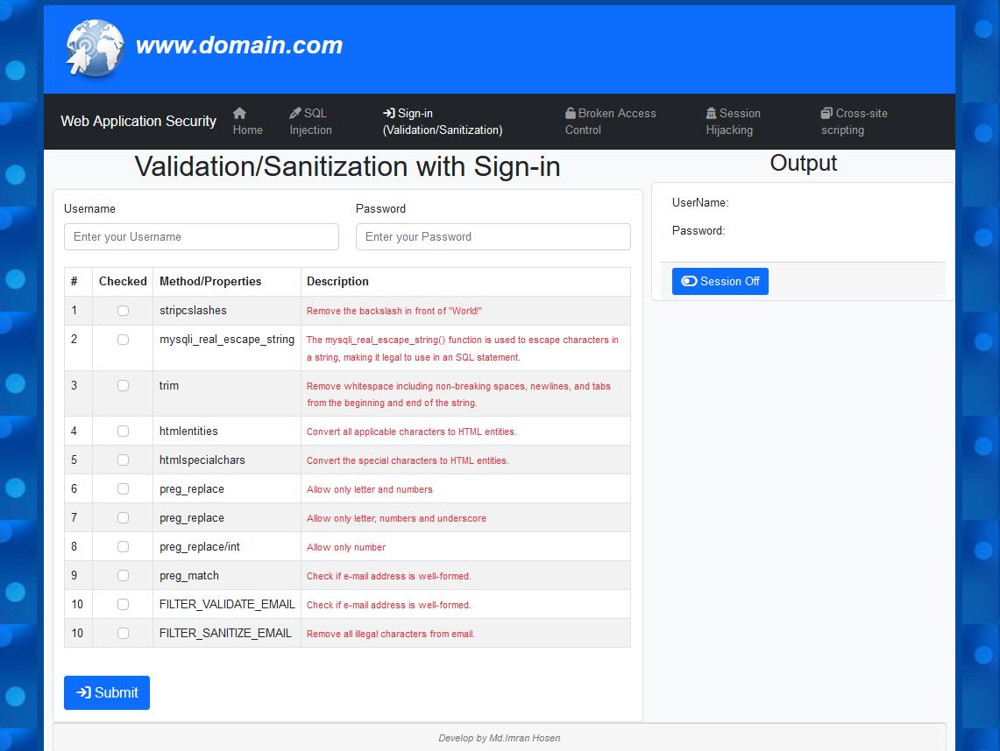 www.domain.com
Web Application Security
Home
SQL
Injection
Sign-in
(Validation/Sanitization)
Broken Access
Control
Session
Hijacking
Cross-site
scripting
Validation/Sanitization with Sign-in
Username
Password
Enter your Username
Enter your Password
# Checked Method/Properties Description
1 stripcslashes Remove the backslash in front of "World!"
2 mysqli_real_escape_string The mysqli_real_escape_string() function is used to escape characters in
a string, making it legal to use in an SQL statement.
3 trim Remove whitespace including non-breaking spaces, newlines, and tabs
from the beginning and end of the string.
4 htmlentities Convert all applicable characters to HTML entities.
5 htmlspecialchars Convert the special characters to HTML entities.
6 preg_replace Allow only letter and numbers
7 preg_replace Allow only letter, numbers and underscore
8 preg_replace/int Allow only number
9 preg_match Check if e-mail address is well-formed.
10 FILTER_VALIDATE_EMAIL Check if e-mail address is well-formed.
10 FILTER_SANITIZE_EMAIL Remove all illegal characters from email.
Submit
Output
UserName:
Password:
Session Off
Develop by Md.Imran Hosen